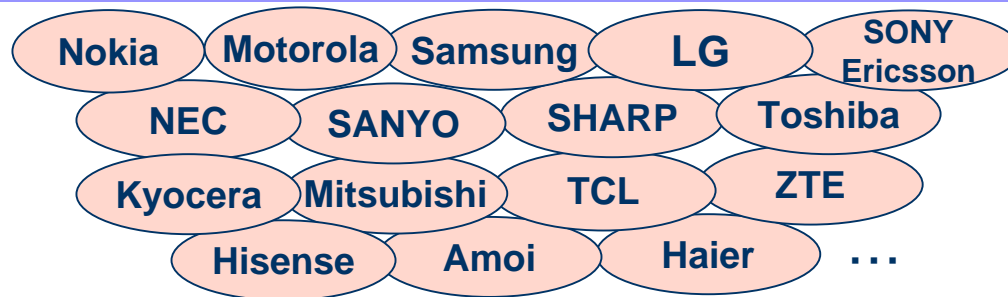 Nokia
Motorola
Samsung
LG
SONY
Ericsson
NEC
SANYO
SHARP
Toshiba
Kyocera
Mitsubishi
TCL
ZTE
Hisense
Amoi
Haier
...